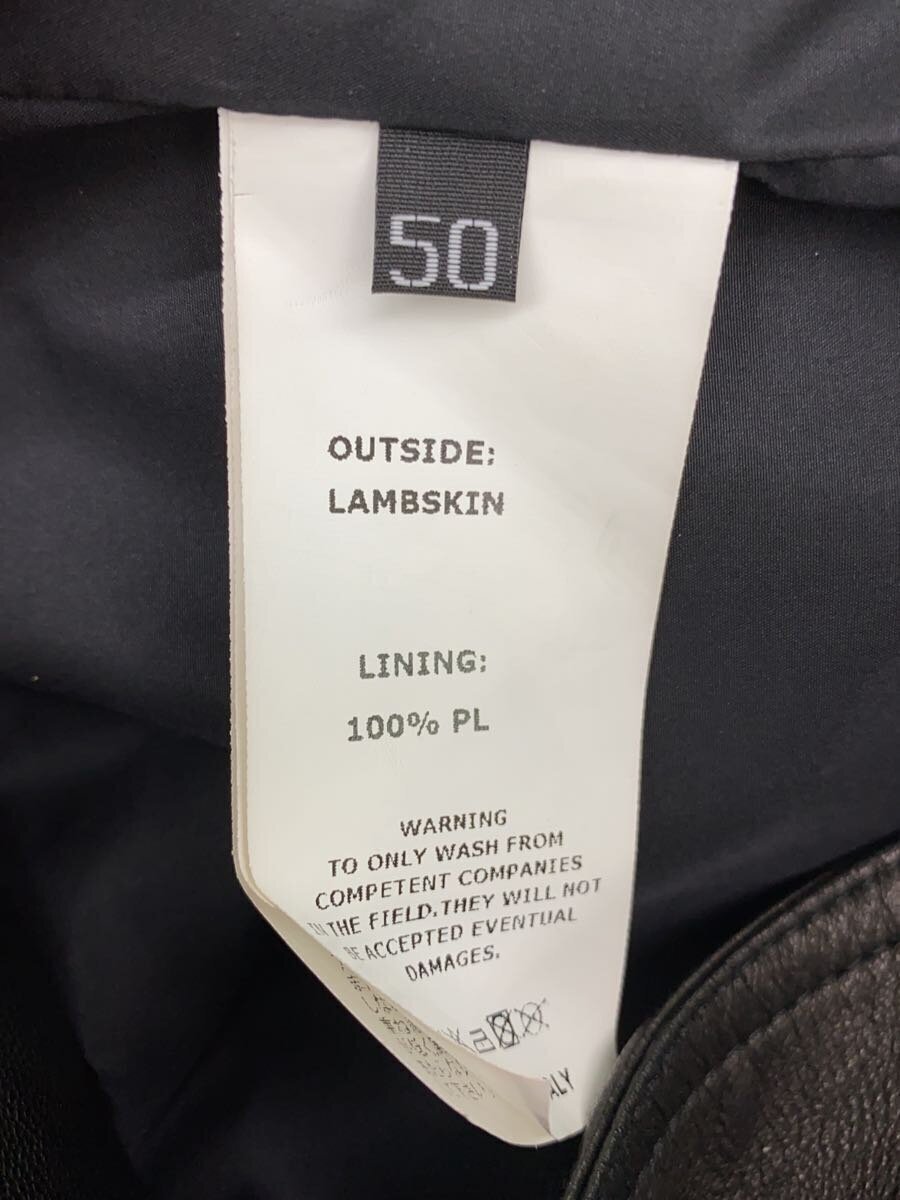 50
OUTSIDE:
LAMBSKIN
LINING:
100% PL
WARNING
TO ONLY WASH FROM
COMPETENT COMPANIES
IN THE FIELD. THEY WILL NOT
BE ACCEPTED EVENTUAL
DAMAGES.